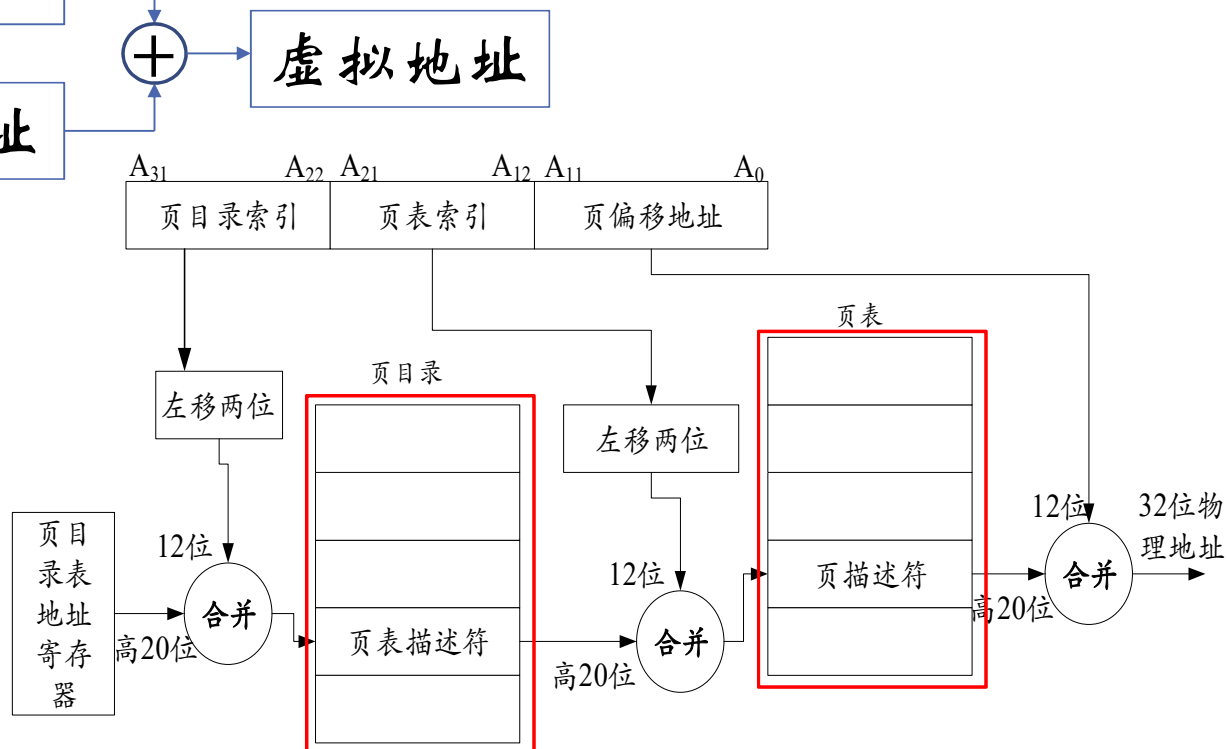 虚拟地址
址
A31 A22 A21 A12 A11 A0
页目录索引 页表索引 页偏移地址
页表
页目录
左移两位
左移两位
12位
32位物
理地址
页目
录表
地址
寄存
器
12位
合并
高20位
页表描述符
12位
合并
高20位
页描述符
合并
高20位